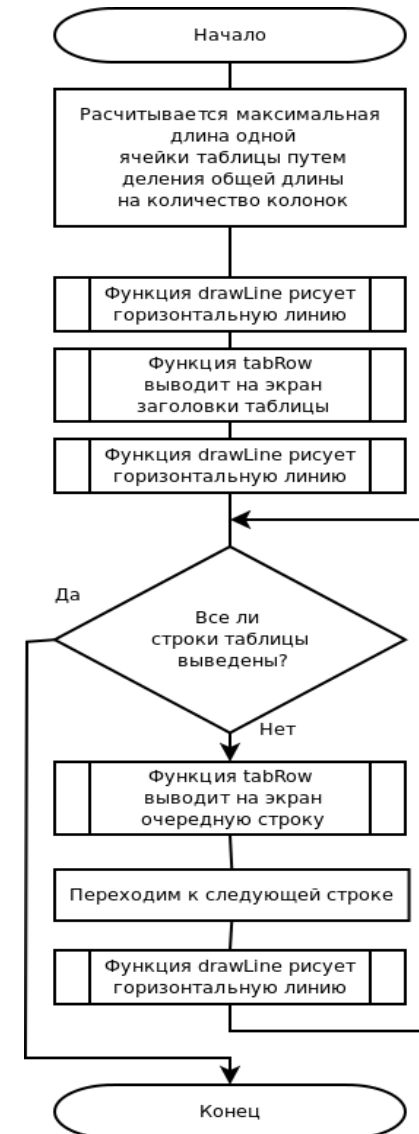 Начало
Расчитывается максимальная
длина одной
ячейки таблицы путем
деления общей длины
на количество колонок
Функция drawLine рисует
горизонтальную линию
Функция tabRow
выводит на экран
заголовки таблицы
Функция drawLine рисует
горизонтальную линию
Да
Все ли
строки таблицы
выведены?
Нет
Функция tabRow
выводит на экран
очередную строку
Переходим к следующей строке
Функция drawLine рисует
горизонтальную линию
Конец